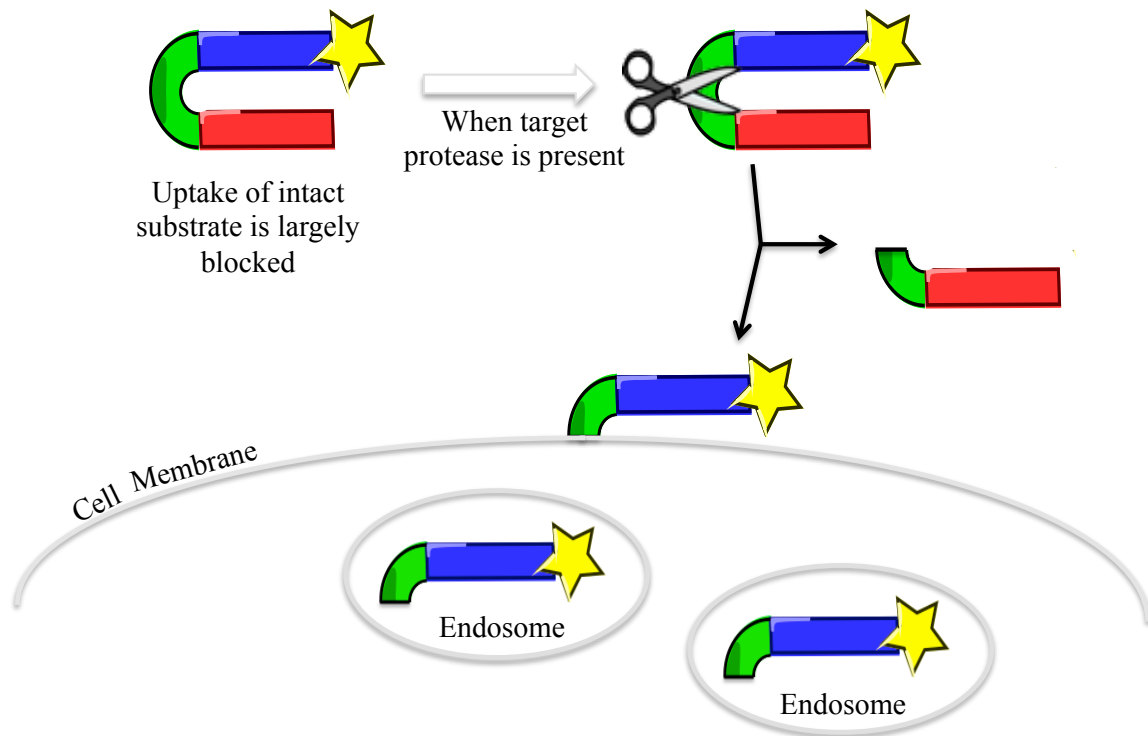 Uptake of intact
substrate is largely
blocked
When target
protease is present
Cell Membrane
Endosome
Endosome